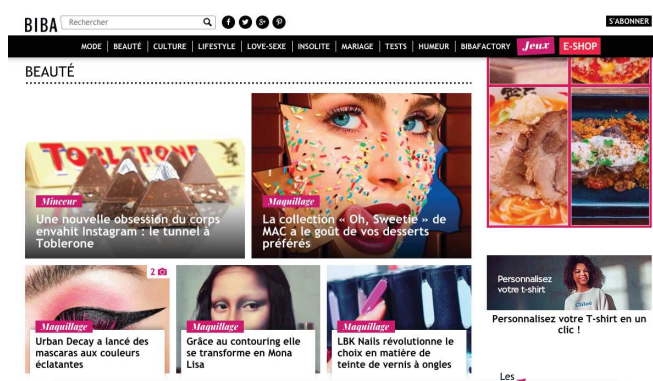 BIBA
Rechercher
S'ABONNER
MODE | BEAUTÉ | CULTURE | LIFESTYLE | LOVE-SEXE | INSOLITE | MARIAGE | TESTS | HUMEUR | BIBAFACTORY Jeux E-SHOP
BEAUTÉ
TOBLERONE
Minceur
Une nouvelle obsession du corps
envahit Instagram : le tunnel à
Toblerone
Maquillage
La collection « Oh, Sweetie » de
MAC a le goût de vos desserts
préférés
2
Maquillage
Urban Decay a lancé des
mascaras aux couleurs
éclatantes
Maquillage
Grâce au contouring elle
se transforme en Mona
Lisa
Maquillage
LBK Nails révolutionne le
choix en matière de
teinte de vernis à ongles
Personnalisez
votre t-shirt
Chloé
Personnalisez votre T-shirt en un
clic !
Les